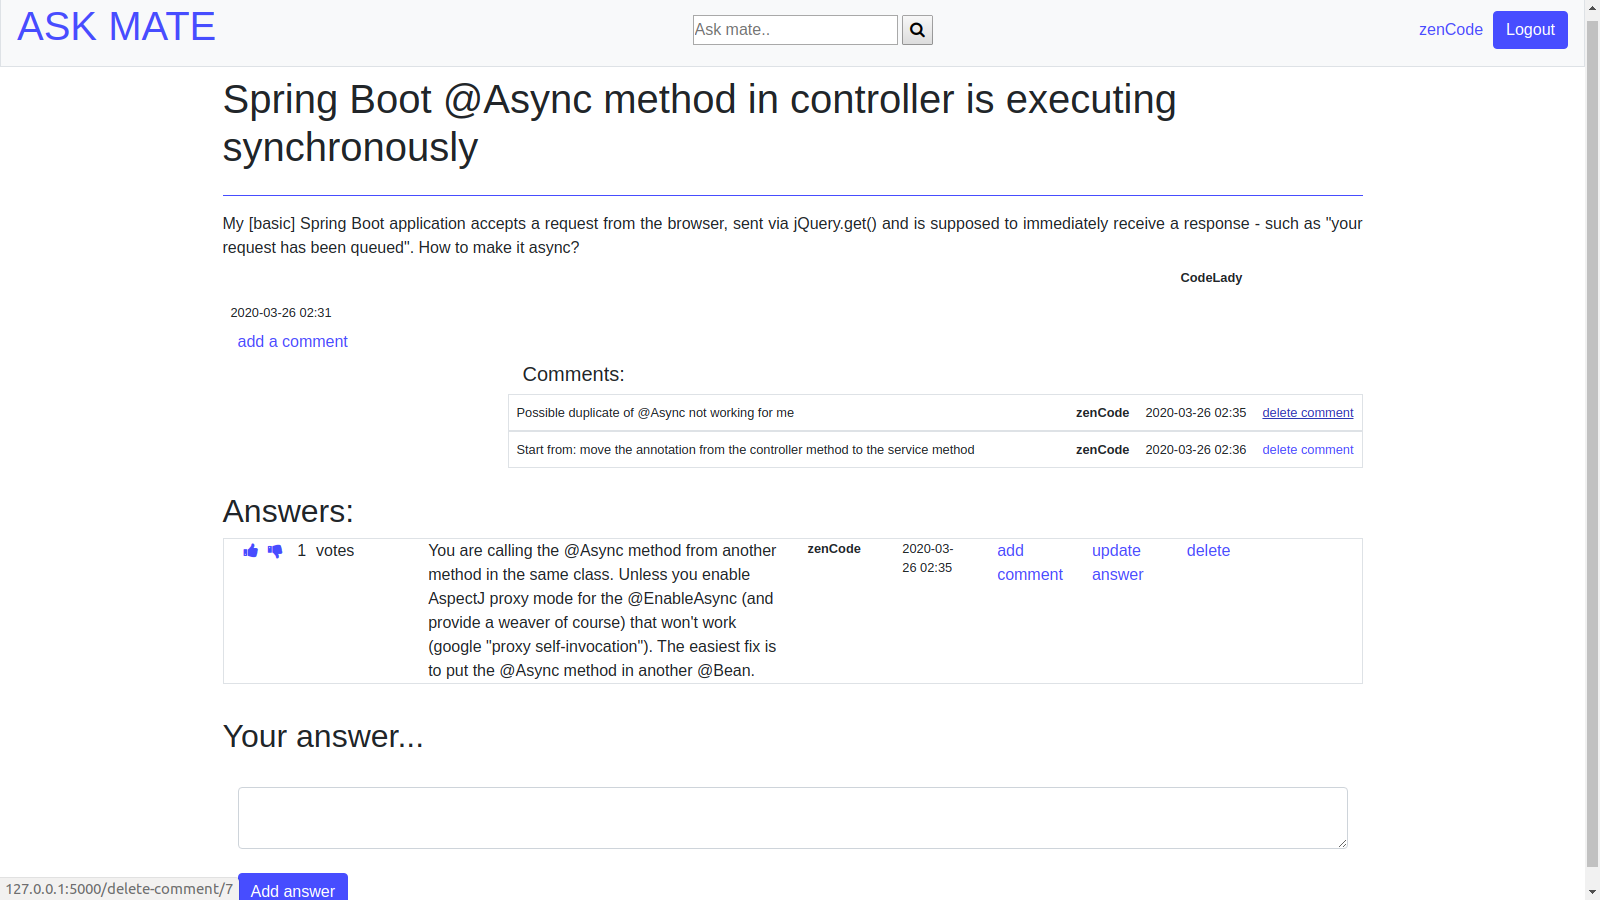 ASK MATE
Ask mate..
zenCode
Logout
Spring Boot @Async method in controller is executing
synchronously
My [basic] Spring Boot application accepts a request from the browser, sent via jQuery.get() and is supposed to immediately receive a response - such as "your
request has been queued". How to make it async?
CodeLady
2020-03-26 02:31
add a comment
Comments:
Possible duplicate of @Async not working for me zenCode 2020-03-26 02:35 delete comment
Start from: move the annotation from the controller method to the service method zenCode 2020-03-26 02:36 delete comment
Answers:
1 votes
You are calling the @Async method from another
method in the same class. Unless you enable
AspectJ proxy mode for the @EnableAsync (and
provide a weaver of course) that won't work
(google "proxy self-invocation"). The easiest fix is
to put the @Async method in another @Bean.
zenCode
2020-03-
26 02:35
add
comment
update
answer
delete
Your answer...
Add answer
127.0.0.1:5000/delete-comment/7